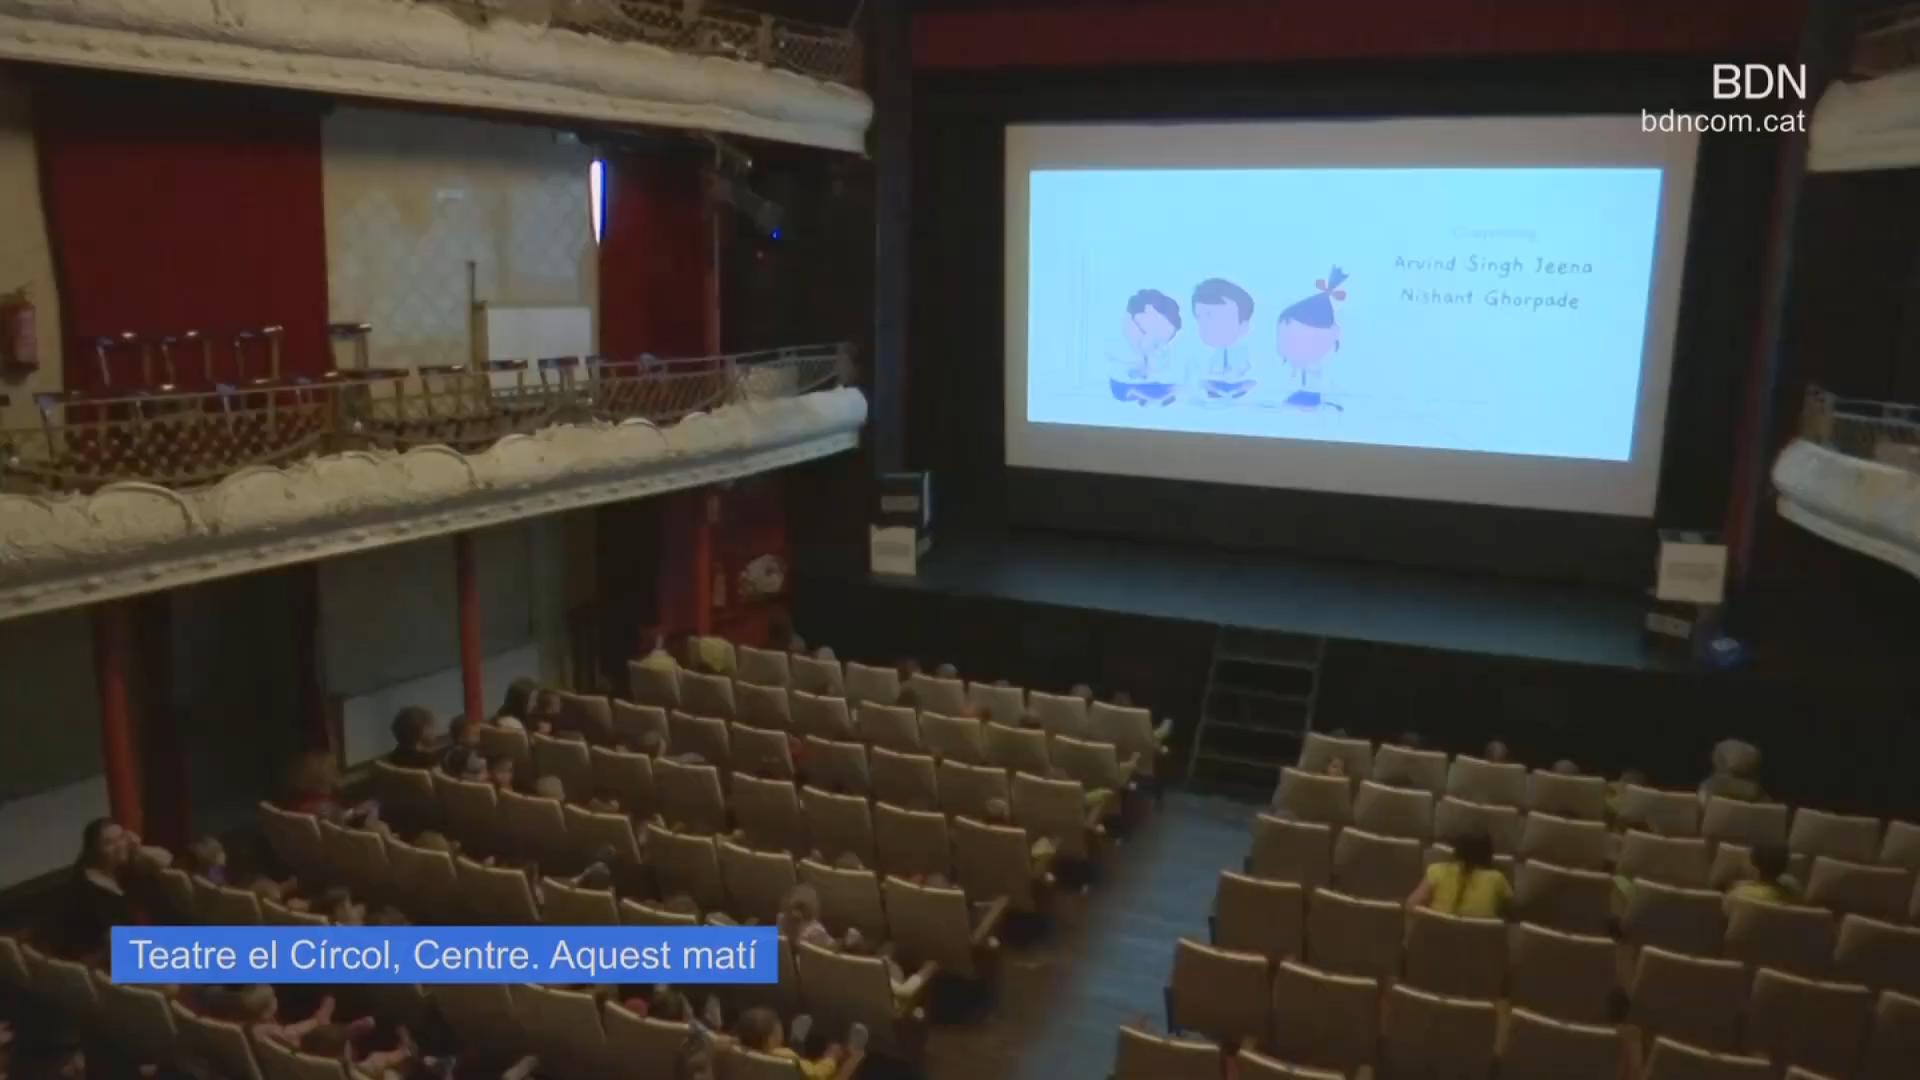 BDN
bdncom.cat
Arvind Singh Jeena
Nishant Ghorpade
Teatre el Círcol, Centre. Aquest matí